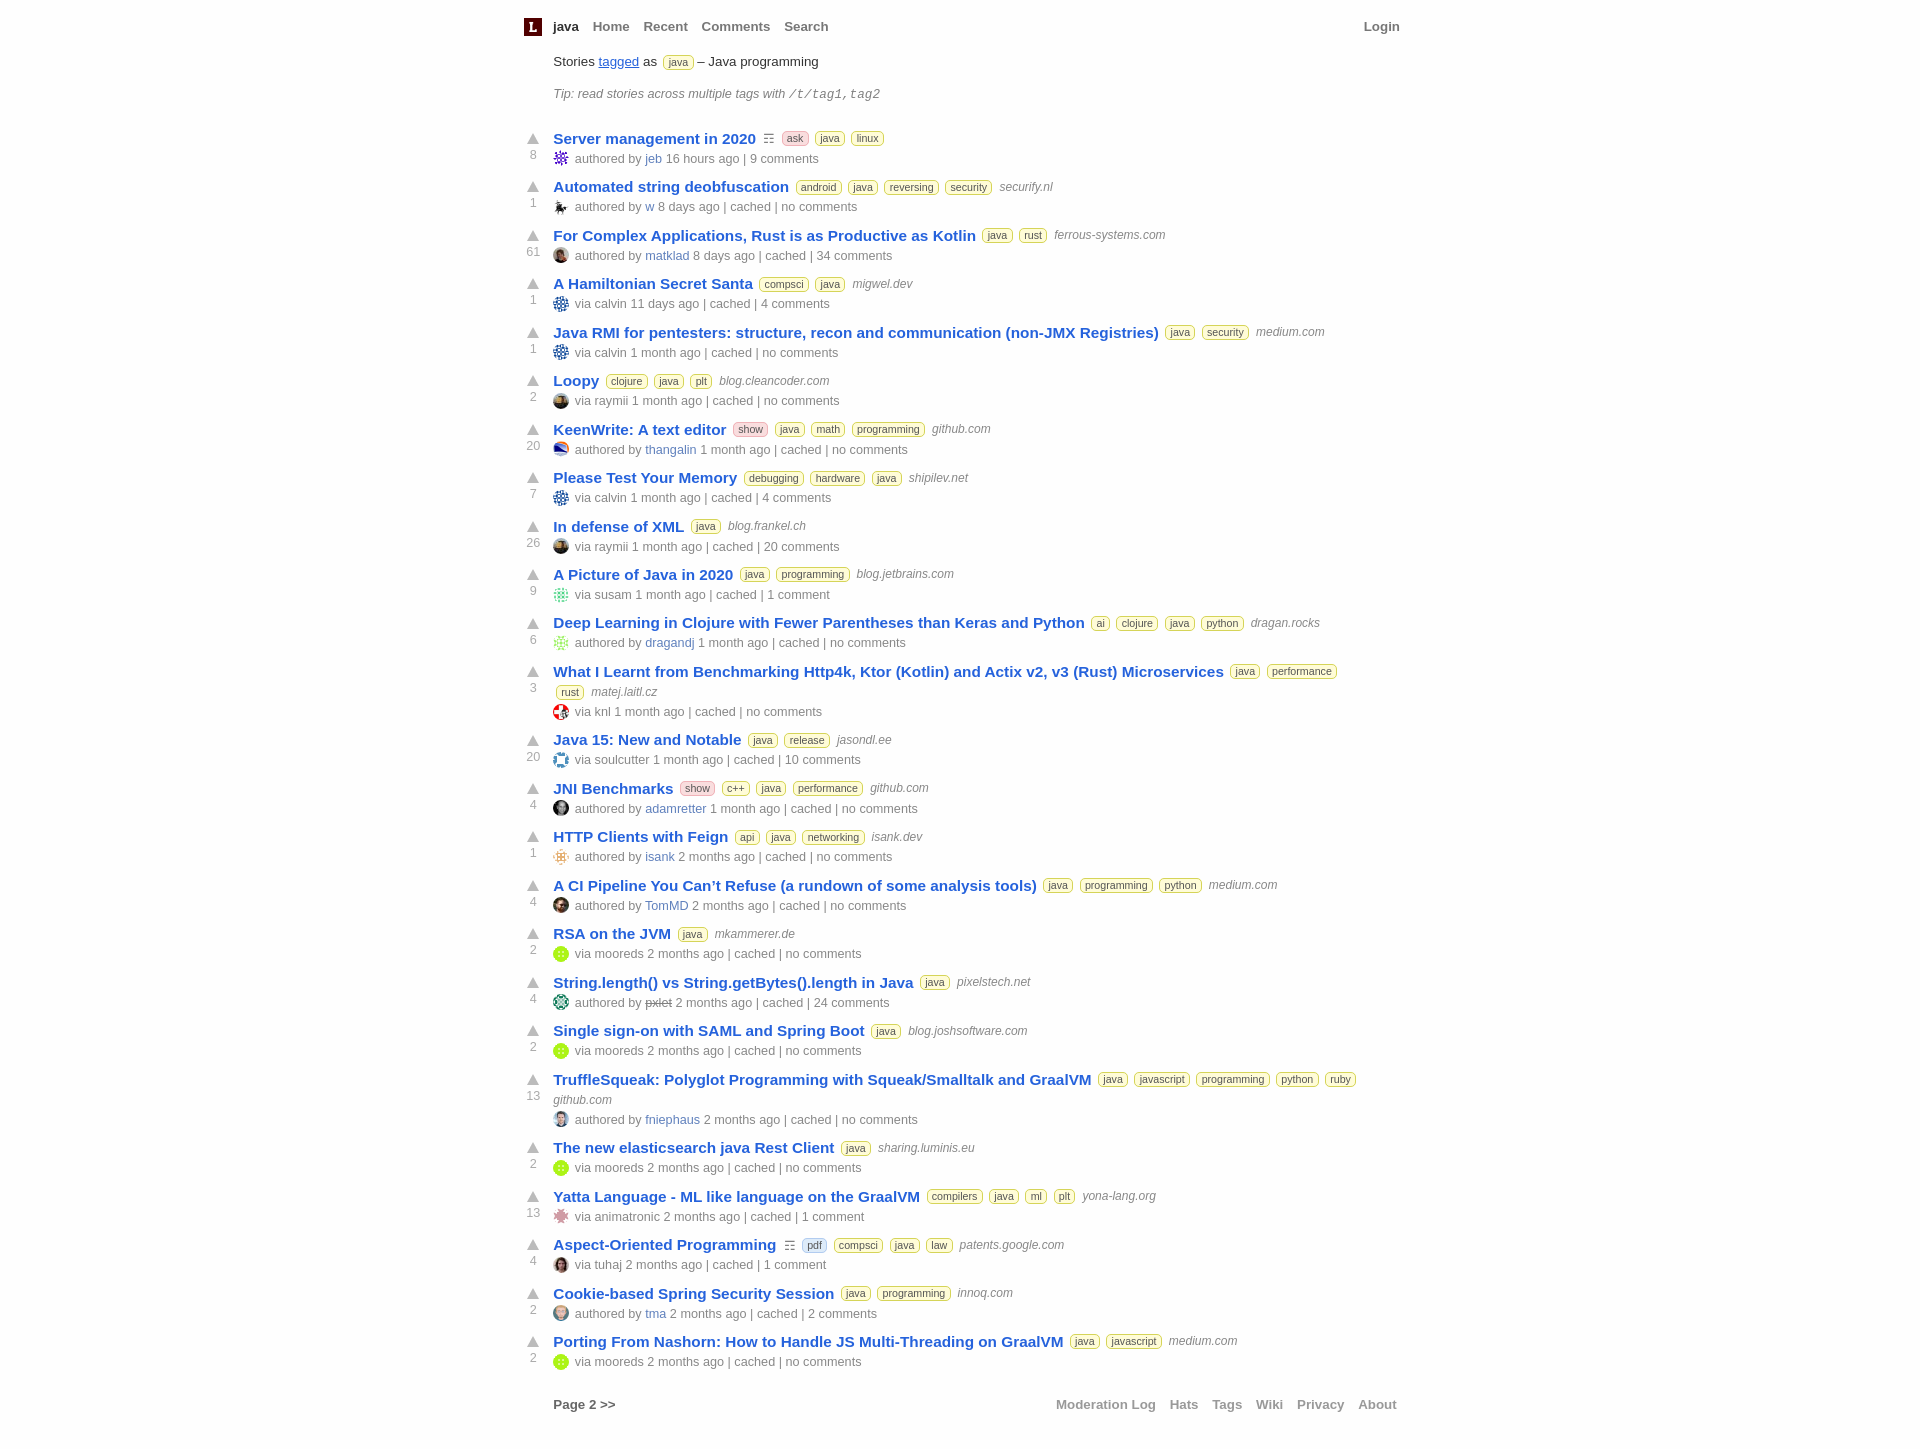 L java Home Recent Comments Search Login
Stories tagged as java – Java programming
Tip: read stories across multiple tags with /t/tag1,tag2
Server management in 2020 ☶ ask java linux
8 authored by jeb 16 hours ago | 9 comments
Automated string deobfuscation android java reversing security securify.nl
1 authored by w 8 days ago | cached | no comments
For Complex Applications, Rust is as Productive as Kotlin java rust ferrous-systems.com
61 authored by matklad 8 days ago | cached | 34 comments
A Hamiltonian Secret Santa compsci java migwel.dev
1 via calvin 11 days ago | cached | 4 comments
Java RMI for pentesters: structure, recon and communication (non-JMX Registries) java security medium.com
1 via calvin 1 month ago | cached | no comments
Loopy clojure java plt blog.cleancoder.com
2 via raymii 1 month ago | cached | no comments
KeenWrite: A text editor show java math programming github.com
20 authored by thangalin 1 month ago | cached | no comments
Please Test Your Memory debugging hardware java shipilev.net
7 via calvin 1 month ago | cached | 4 comments
In defense of XML java blog.frankel.ch
26 via raymii 1 month ago | cached | 20 comments
A Picture of Java in 2020 java programming blog.jetbrains.com
9 via susam 1 month ago | cached | 1 comment
Deep Learning in Clojure with Fewer Parentheses than Keras and Python ai clojure java python dragan.rocks
6 authored by dragandj 1 month ago | cached | no comments
What I Learnt from Benchmarking Http4k, Ktor (Kotlin) and Actix v2, v3 (Rust) Microservices java performance
3 rust matej.laitl.cz
via knl 1 month ago | cached | no comments
Java 15: New and Notable java release jasondl.ee
20 via soulcutter 1 month ago | cached | 10 comments
JNI Benchmarks show c++ java performance github.com
4 authored by adamretter 1 month ago | cached | no comments
HTTP Clients with Feign api java networking isank.dev
1 authored by isank 2 months ago | cached | no comments
A CI Pipeline You Can’t Refuse (a rundown of some analysis tools) java programming python medium.com
4 authored by TomMD 2 months ago | cached | no comments
RSA on the JVM java mkammerer.de
2 via mooreds 2 months ago | cached | no comments
String.length() vs String.getBytes().length in Java java pixelstech.net
4 authored by pxlet 2 months ago | cached | 24 comments
Single sign-on with SAML and Spring Boot java blog.joshsoftware.com
2 via mooreds 2 months ago | cached | no comments
TruffleSqueak: Polyglot Programming with Squeak/Smalltalk and GraalVM java javascript programming python ruby
13 github.com
authored by fniephaus 2 months ago | cached | no comments
The new elasticsearch java Rest Client java sharing.luminis.eu
2 via mooreds 2 months ago | cached | no comments
Yatta Language - ML like language on the GraalVM compilers java ml plt yona-lang.org
13 via animatronic 2 months ago | cached | 1 comment
Aspect-Oriented Programming ☶ pdf compsci java law patents.google.com
4 via tuhaj 2 months ago | cached | 1 comment
Cookie-based Spring Security Session java programming innoq.com
2 authored by tma 2 months ago | cached | 2 comments
Porting From Nashorn: How to Handle JS Multi-Threading on GraalVM java javascript medium.com
2 via mooreds 2 months ago | cached | no comments
Page 2 >> Moderation Log Hats Tags Wiki Privacy About